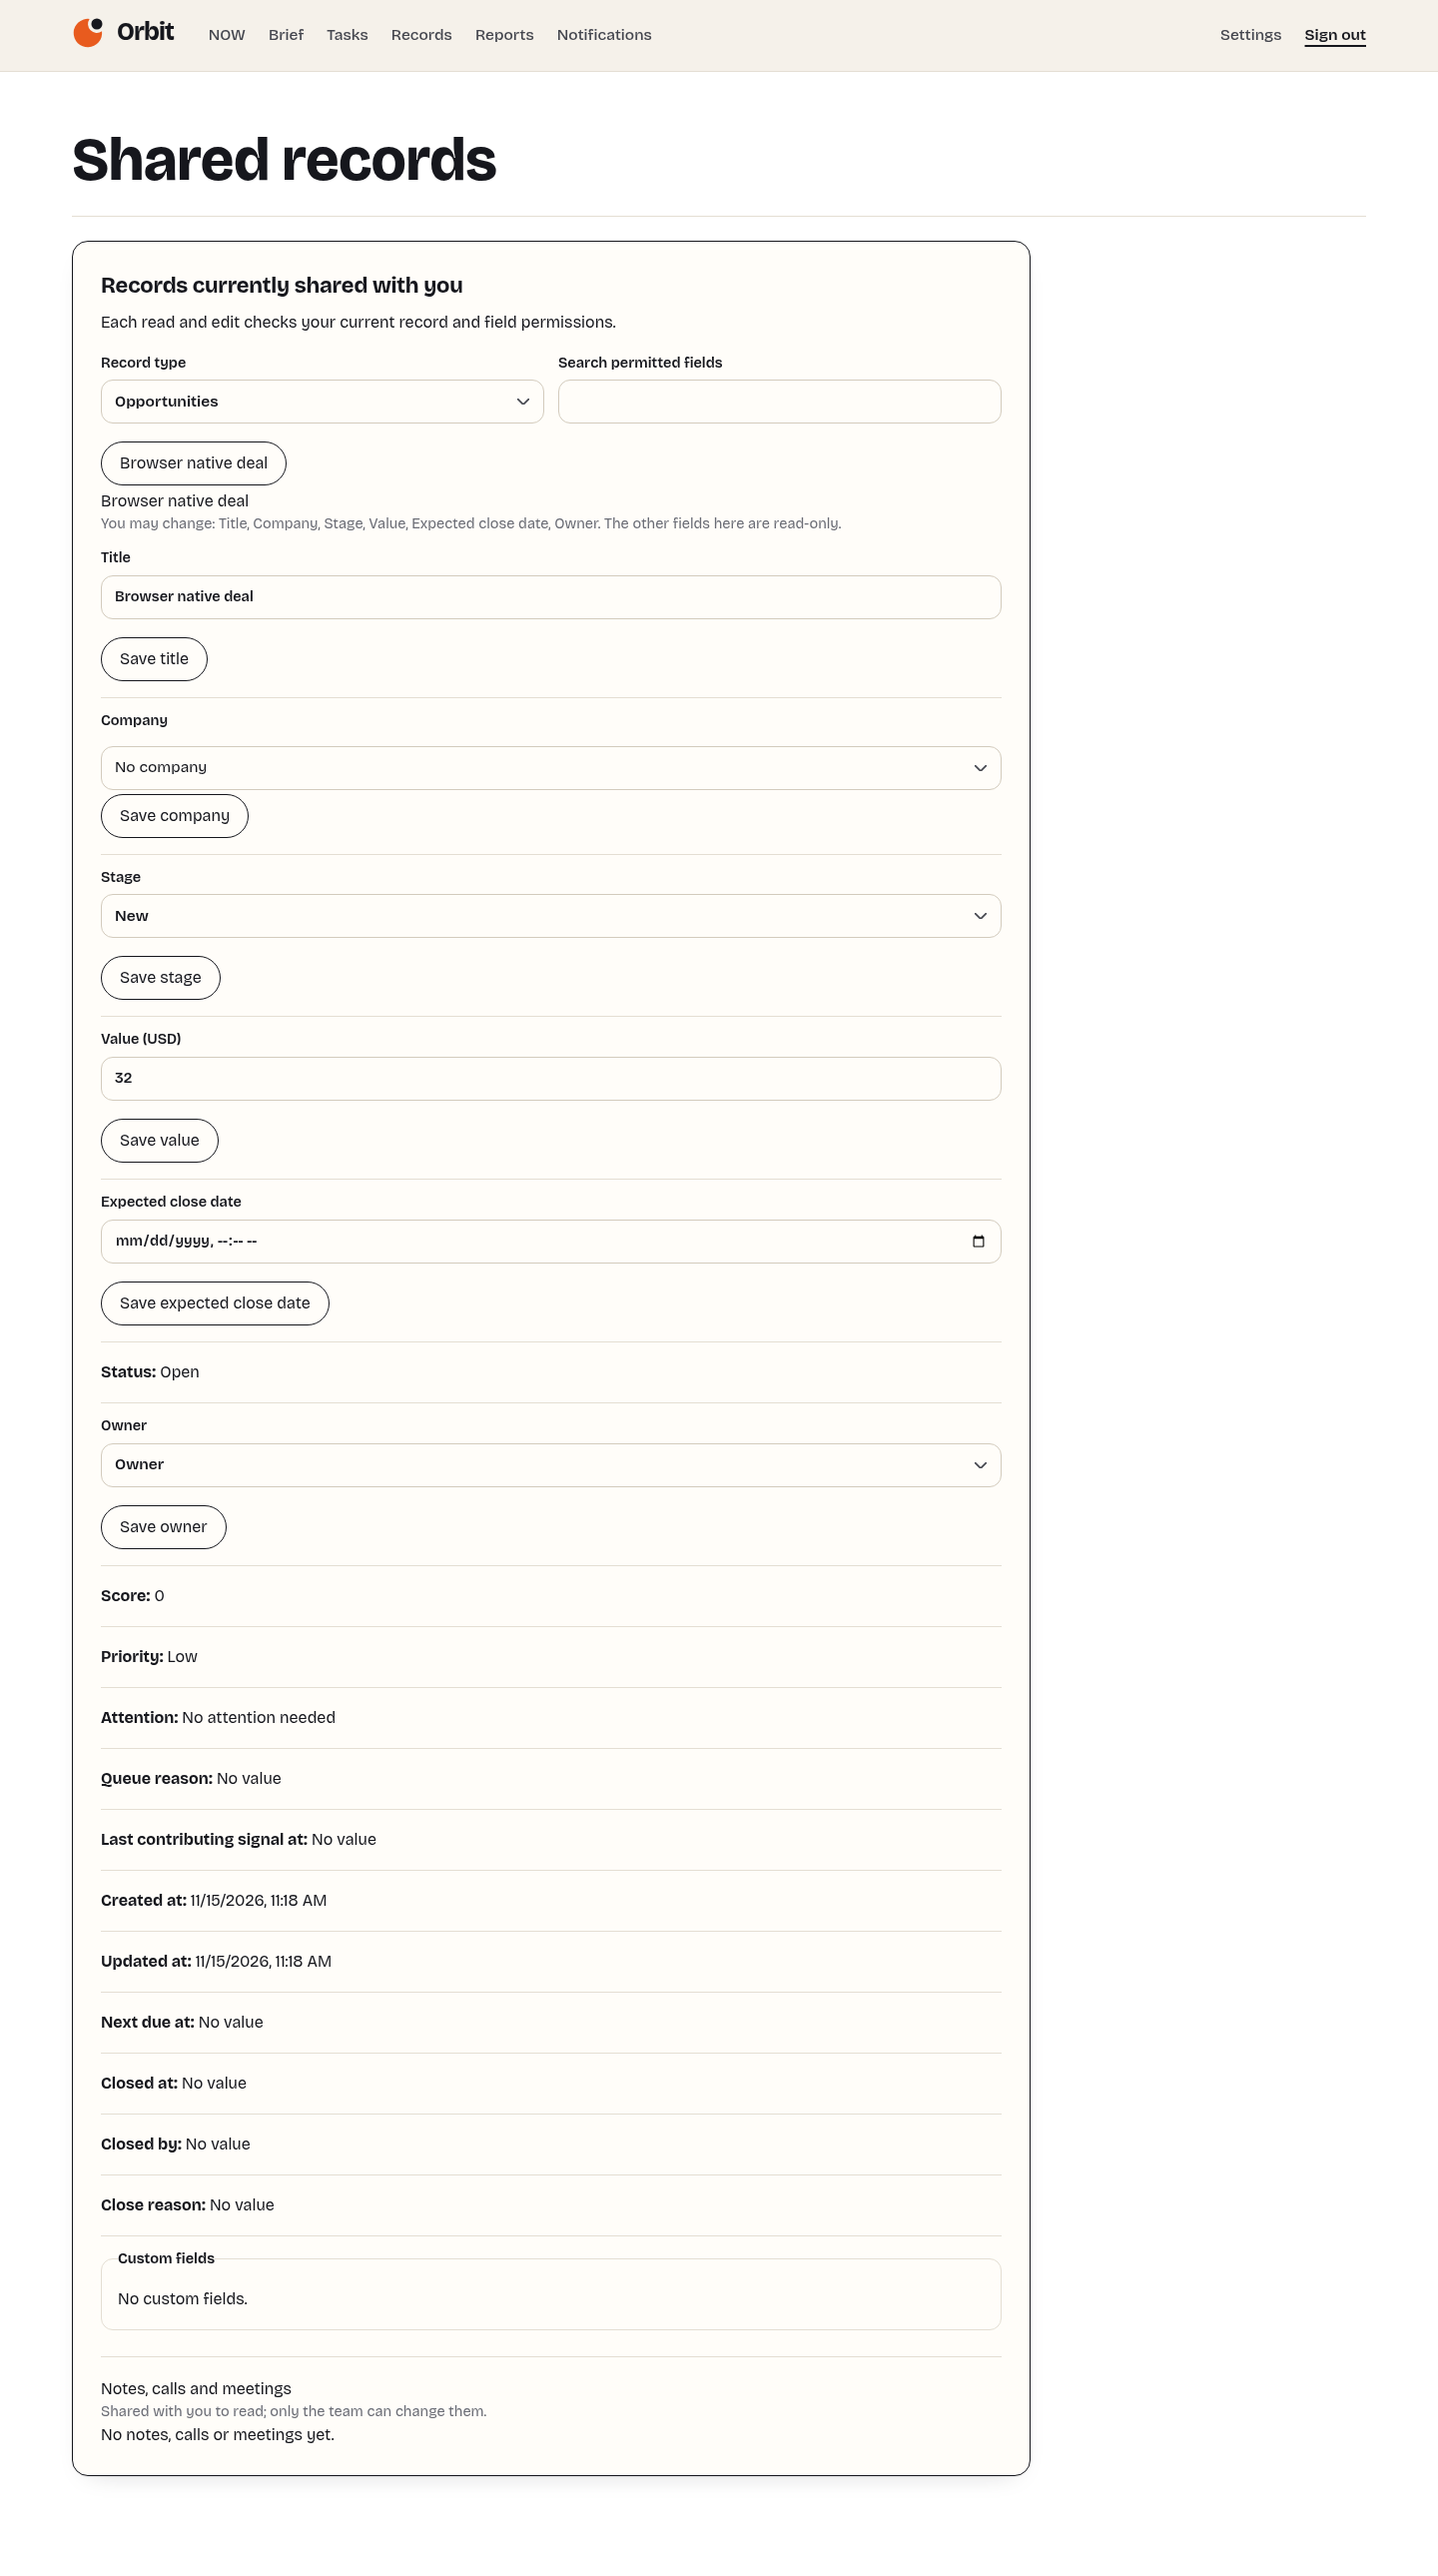 Orbit
NOW Brief Tasks Records Reports Notifications Settings Sign out
Shared records
Records currently shared with you
Each read and edit checks your current record and field permissions.
Record type Search permitted fields
Opportunities
Browser native deal
Browser native deal
You may change: Title, Company, Stage, Value, Expected close date, Owner. The other fields here are read-only.
Title
Browser native deal
Save title
Company
No company
Save company
Stage
New
Save stage
Value (USD)
32
Save value
Expected close date
mm/dd/yyyy, --:-- --
Save expected close date
Status: Open
Owner
Owner
Save owner
Score: 0
Priority: Low
Attention: No attention needed
Queue reason: No value
Last contributing signal at: No value
Created at: 11/15/2026, 11:18 AM
Updated at: 11/15/2026, 11:18 AM
Next due at: No value
Closed at: No value
Closed by: No value
Close reason: No value
Custom fields
No custom fields.
Notes, calls and meetings
Shared with you to read; only the team can change them.
No notes, calls or meetings yet.